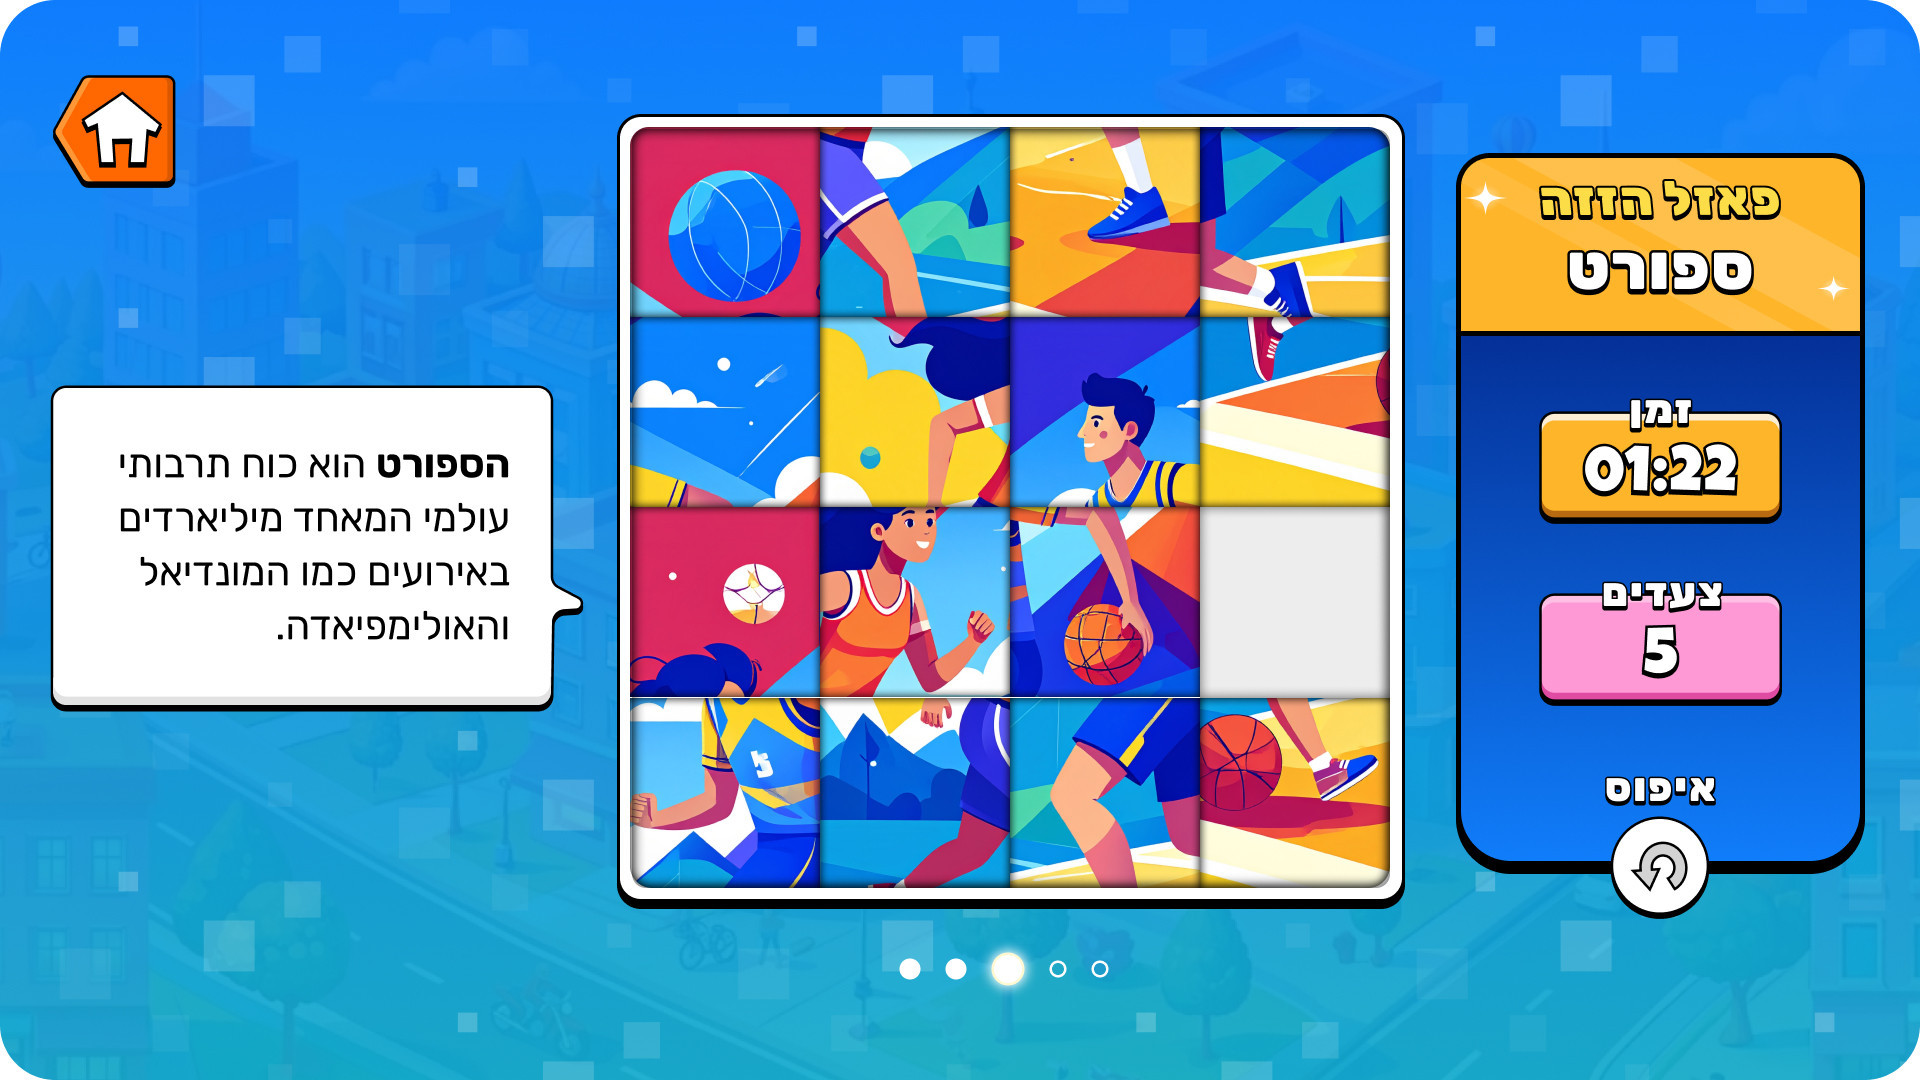 פאזל הזזה
ספורט
זמן
01:22
צעדים
5
איפוס
הספורט הוא כוח תרבותי
עולמי המאחד מיליארדים
באירועים כמו המונדיאל
והאולימפיאדה.